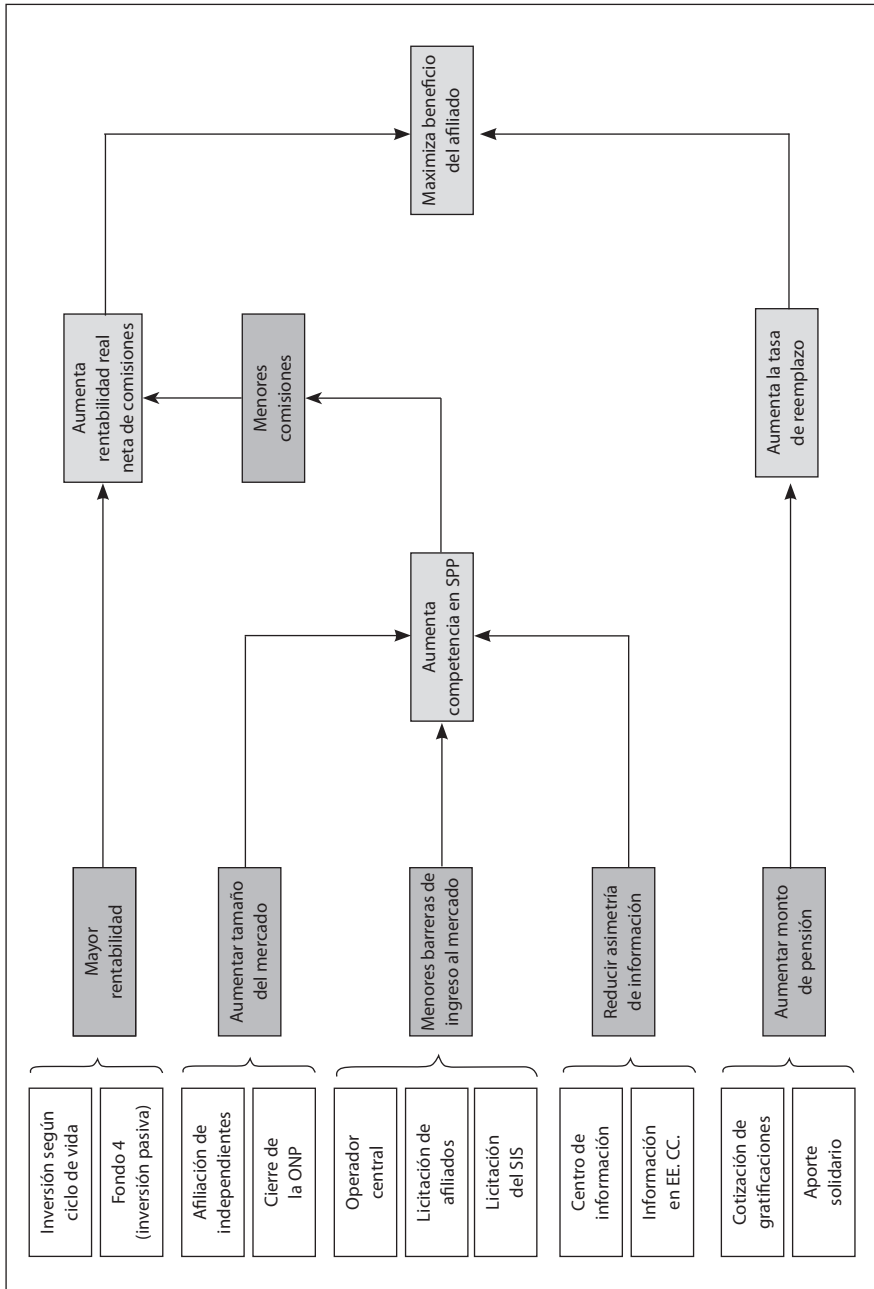 Inversión según
ciclo de vida
Fondo 4
(inversión pasiva)
Afiliación de
independientes
Cierre de
la ONP
Operador
central
Licitación de
afiliados
Licitación
del SIS
Centro de
información
Información
en EE. CC.
Cotización de
gratificaciones
Aporte
solidario
Mayor
rentabilidad
Aumentar tamaño
del mercado
Menores barreras de
ingreso al mercado
Reducir asimetría
de información
Aumentar monto
de pensión
Aumenta
competencia en SPP
Aumenta
rentabilidad real
neta de comisiones
Menores
comisiones
Aumenta la tasa
de reemplazo
Maximiza beneficio
del afiliado